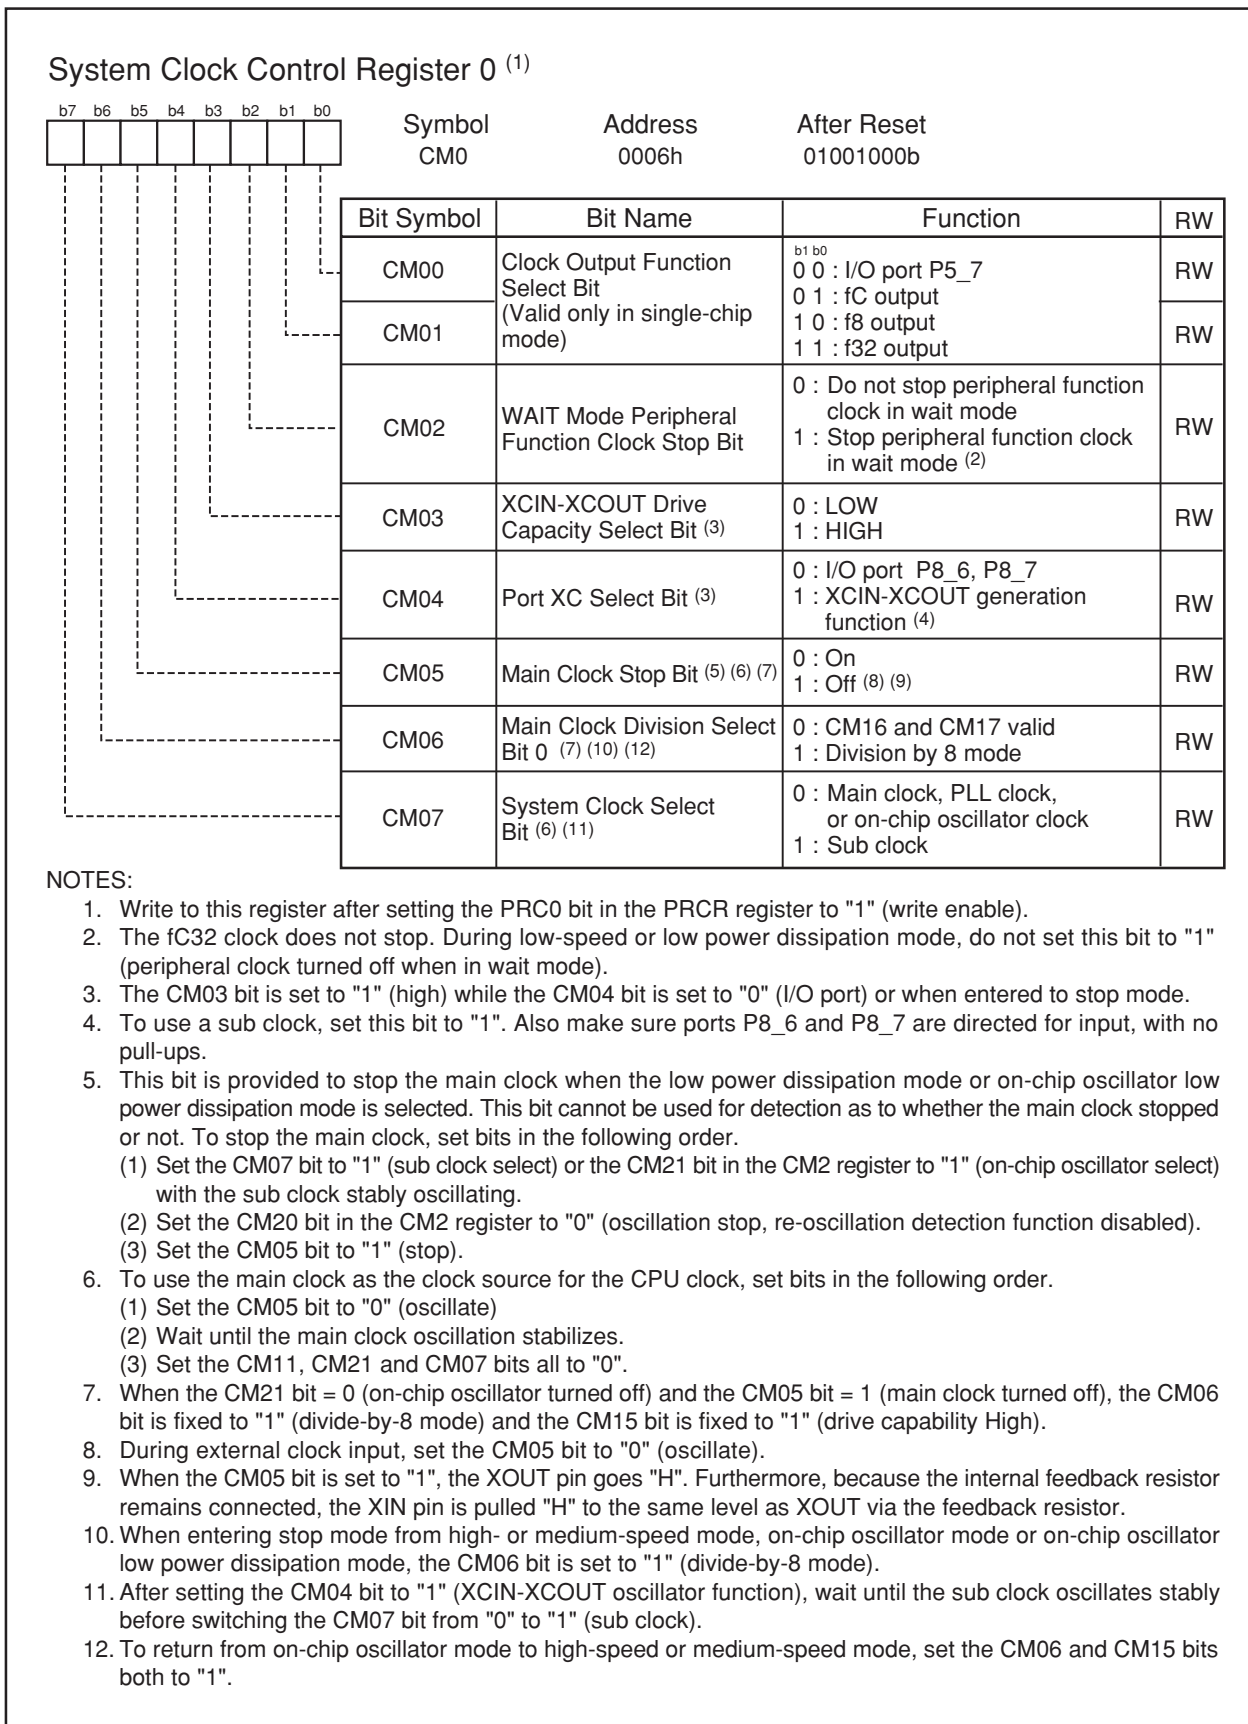 System Clock Control Register 0 (1)
b7 b6 b5 b4 b3 b2 b1 b0
Symbol Address After Reset
CM0 0006h 01001000b
Bit Symbol Bit Name Function RW
CM00 Clock Output Function
Select Bit
(Valid only in single-chip
mode)
b1 b0
0 0 : I/O port P5_7
0 1 : fC output
1 0 : f8 output
1 1 : f32 output
RW
CM01
RW
CM02 WAIT Mode Peripheral
Function Clock Stop Bit
0 : Do not stop peripheral function
clock in wait mode
1 : Stop peripheral function clock
in wait mode (2)
RW
CM03 XCIN-XCOUT Drive
Capacity Select Bit (3)
0 : LOW
1 : HIGH
RW
CM04 Port XC Select Bit (3)
0 : I/O port P8_6, P8_7
1 : XCIN-XCOUT generation
function (4)
RW
CM05 Main Clock Stop Bit (5) (6) (7)
0 : On
1 : Off (8) (9)
RW
CM06 Main Clock Division Select
Bit 0 (7) (10) (12)
0 : CM16 and CM17 valid
1 : Division by 8 mode
RW
CM07 System Clock Select
Bit (6) (11)
0 : Main clock, PLL clock,
or on-chip oscillator clock
1 : Sub clock
RW
NOTES:
1. Write to this register after setting the PRC0 bit in the PRCR register to "1" (write enable).
2. The fC32 clock does not stop. During low-speed or low power dissipation mode, do not set this bit to "1"
(peripheral clock turned off when in wait mode).
3. The CM03 bit is set to "1" (high) while the CM04 bit is set to "0" (I/O port) or when entered to stop mode.
4. To use a sub clock, set this bit to "1". Also make sure ports P8_6 and P8_7 are directed for input, with no
pull-ups.
5. This bit is provided to stop the main clock when the low power dissipation mode or on-chip oscillator low
power dissipation mode is selected. This bit cannot be used for detection as to whether the main clock stopped
or not. To stop the main clock, set bits in the following order.
(1) Set the CM07 bit to "1" (sub clock select) or the CM21 bit in the CM2 register to "1" (on-chip oscillator select)
with the sub clock stably oscillating.
(2) Set the CM20 bit in the CM2 register to "0" (oscillation stop, re-oscillation detection function disabled).
(3) Set the CM05 bit to "1" (stop).
6. To use the main clock as the clock source for the CPU clock, set bits in the following order.
(1) Set the CM05 bit to "0" (oscillate)
(2) Wait until the main clock oscillation stabilizes.
(3) Set the CM11, CM21 and CM07 bits all to "0".
7. When the CM21 bit = 0 (on-chip oscillator turned off) and the CM05 bit = 1 (main clock turned off), the CM06
bit is fixed to "1" (divide-by-8 mode) and the CM15 bit is fixed to "1" (drive capability High).
8. During external clock input, set the CM05 bit to "0" (oscillate).
9. When the CM05 bit is set to "1", the XOUT pin goes "H". Furthermore, because the internal feedback resistor
remains connected, the XIN pin is pulled "H" to the same level as XOUT via the feedback resistor.
10. When entering stop mode from high- or medium-speed mode, on-chip oscillator mode or on-chip oscillator
low power dissipation mode, the CM06 bit is set to "1" (divide-by-8 mode).
11. After setting the CM04 bit to "1" (XCIN-XCOUT oscillator function), wait until the sub clock oscillates stably
before switching the CM07 bit from "0" to "1" (sub clock).
12. To return from on-chip oscillator mode to high-speed or medium-speed mode, set the CM06 and CM15 bits
both to "1".